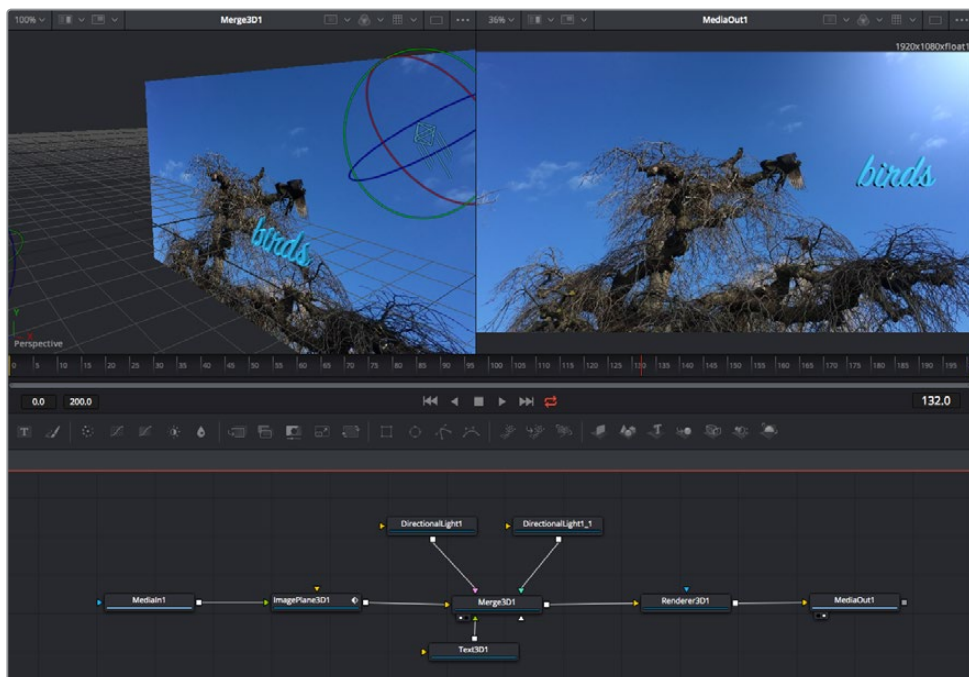 100%
Merge3D1
36%
MediaOut1
1920x1080xfloat1
birds
birds
Y
Perspective
0 5 10 15 20 25 30 35 40 45 50 55 60 65 70 75 80 85 90 95 100 105 110 115 120 125 130 135 140 145 150 155 160 165 170 175 180 185 190 195
0.0 200.0 132.0
T
DirectionalLight1 DirectionalLight1_1
MediaIn1 ImagePlane3D1 Merge3D1 Renderer3D1 MediaOut1
Text3D1